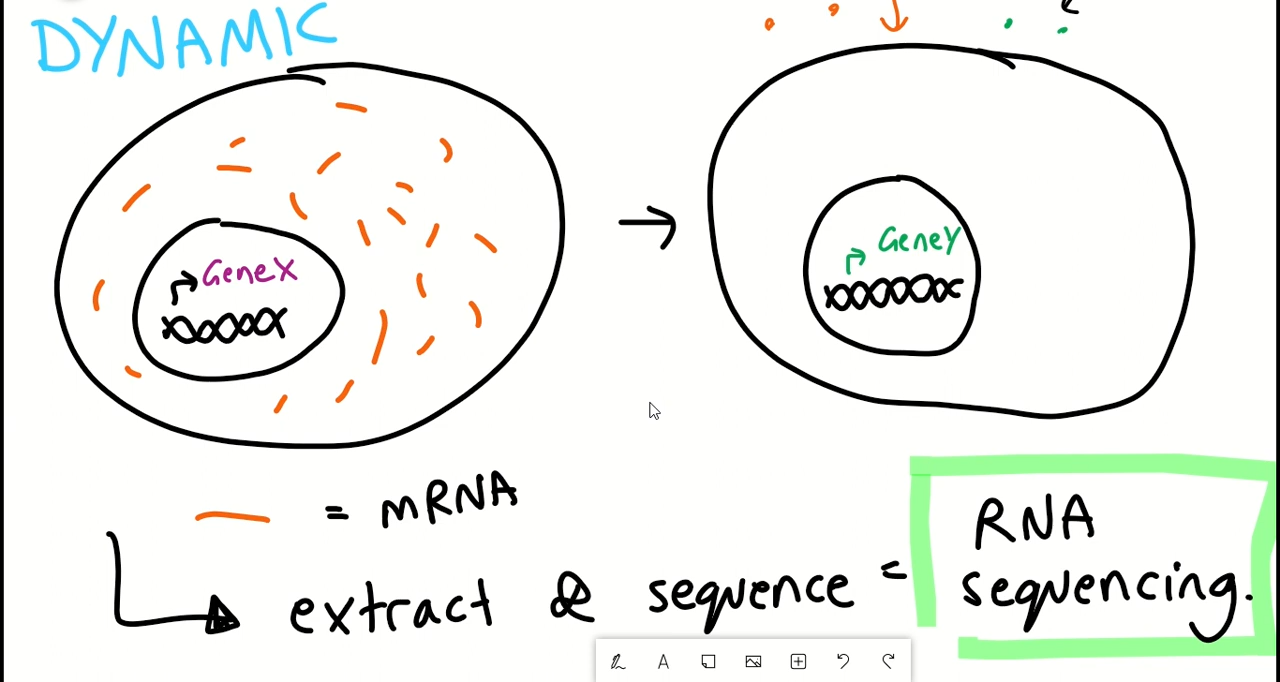 DYNAMIC
GeneX
GeneY
= mRNA
extract & sequence =
RNA
sequencing.
A